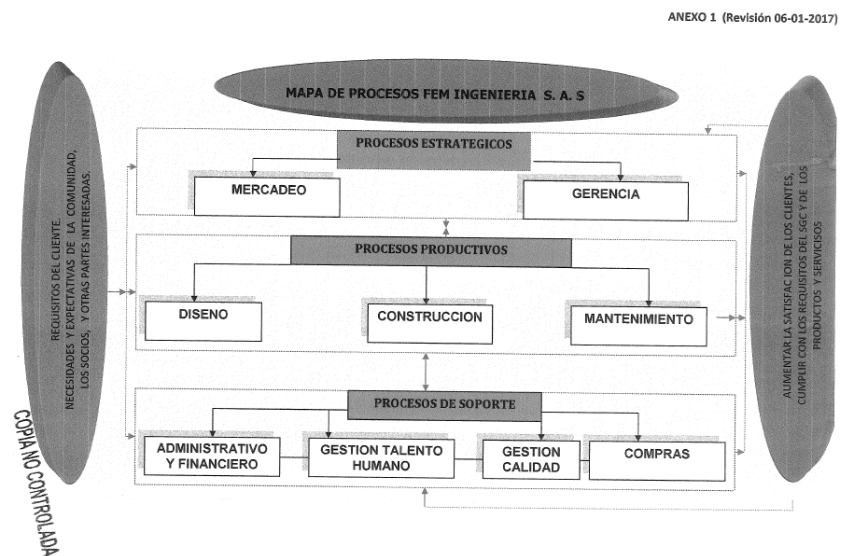 ANEXO 1 (Revisión 06-01-2017)
MAPA DE PROCESOS FEM INGENIERIA S. A. S
REQUISITOS DEL CLIENTE.
NECESIDADES Y EXPECTATIVAS DE LA COMUNIDAD,
LOS SOCIOS, Y OTRAS PARTES INTERESADAS.
PROCESOS ESTRATEGICOS
MERCADEO
GERENCIA
PROCESOS PRODUCTIVOS
DISENO
CONSTRUCCION
MANTENIMIENTO
PROCESOS DE SOPORTE
ADMINISTRATIVO
Y FINANCIERO
GESTION TALENTO
HUMANO
GESTION
CALIDAD
COMPRAS
AUMENTAR LA SATISFAC ION DE LOS CLIENTES,
CUMPLIR CON LOS REQUISITOS DEL SGC Y DE LOS
PRODUCTOS Y SERVICISOS
COPIA NO CONTROLADA